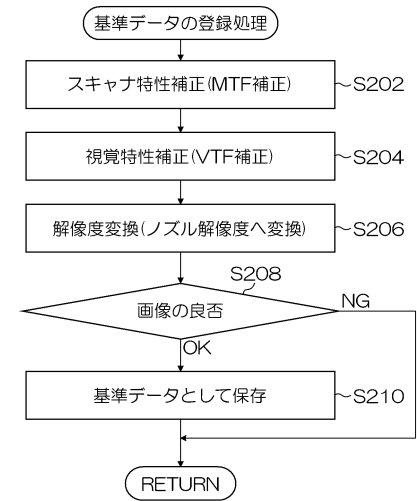 基準データの登録処理
スキャナ特性補正(MTF補正)
S202
視覚特性補正(VTF補正)
S204
解像度変換(ノズル解像度へ変換)
S206
S208
画像の良否
NG
OK
基準データとして保存
S210
RETURN